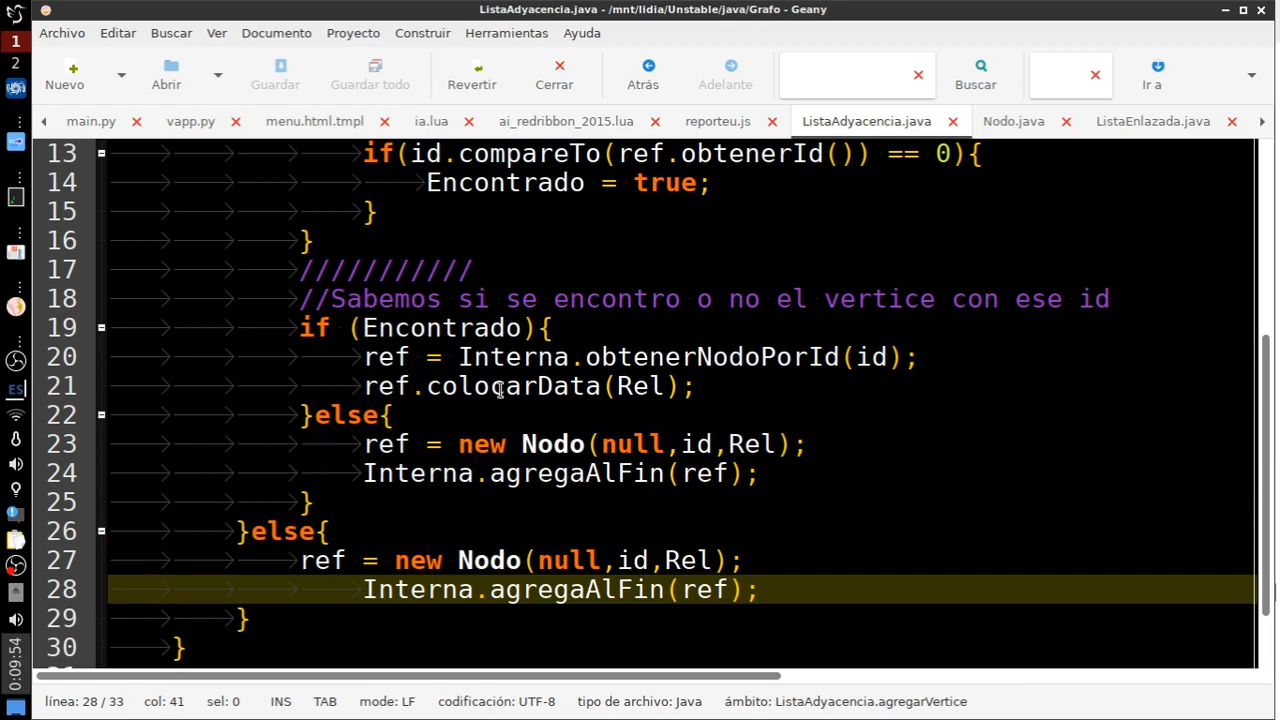 ListaAdyacencia.java - /mnt/lidia/Unstable/java/Grafo - Geany
1
2
ES
0:09:54
Archivo Editar Buscar Ver Documento Proyecto Construir Herramientas Ayuda
Nuevo Abrir Guardar Guardar todo Revertir Cerrar Atrás Adelante Buscar Ir a
main.py vapp.py menu.html.tmpl ia.lua ai_redribbon_2015.lua reporteu.js ListaAdyacencia.java Nodo.java ListaEnlazada.java
13 if(id.compareTo(ref.obtenerId()) == 0){
14 Encontrado = true;
15 }
16 }
17 ///////////
18 //Sabemos si se encontro o no el vertice con ese id
19 if (Encontrado){
20 ref = Interna.obtenerNodoPorId(id);
21 ref.colocarData(Rel);
22 }else{
23 ref = new Nodo(null,id,Rel);
24 Interna.agregaAlFin(ref);
25 }
26 }else{
27 ref = new Nodo(null,id,Rel);
28 Interna.agregaAlFin(ref);
29 }
30 }
línea: 28 / 33 col: 41 sel: 0 INS TAB mode: LF codificación: UTF-8 tipo de archivo: Java ámbito: ListaAdyacencia.agregarVertice